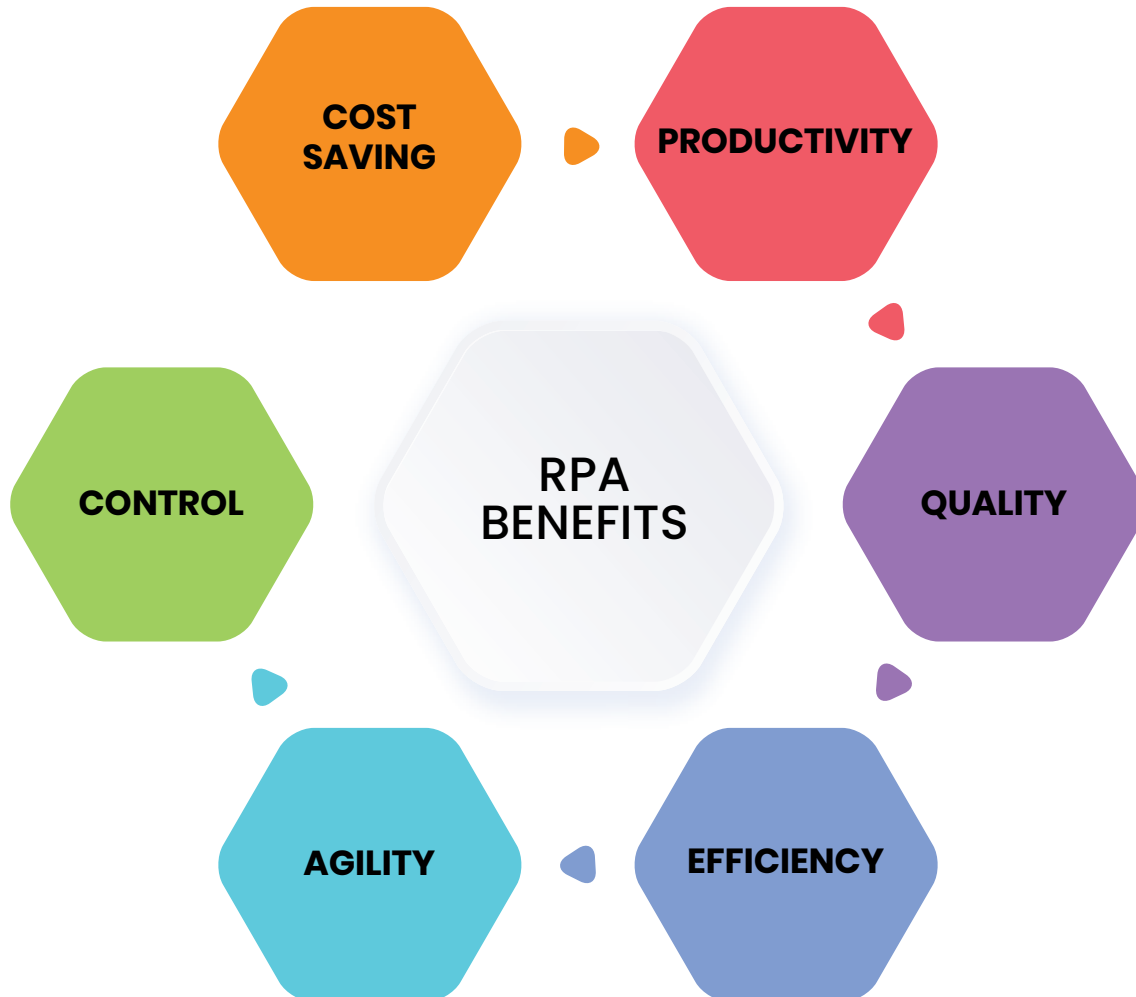 COST
SAVING
PRODUCTIVITY
CONTROL
RPA
BENEFITS
QUALITY
AGILITY
EFFICIENCY